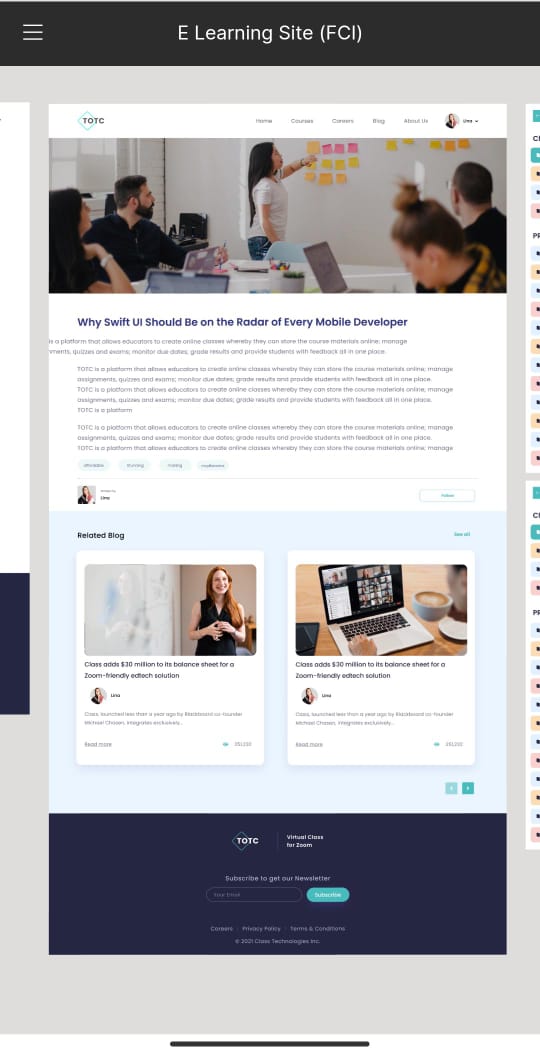 E Learning Site (FCI)
TOTC
Home Courses Careers Blog About Us Lina
Why Swift UI Should Be on the Radar of Every Mobile Developer
is a platform that allows educators to create online classes whereby they can store the course materials online; manage
nments, quizzes and exams; monitor due dates; grade results and provide students with feedback all in one place.
TOTC is a platform that allows educators to create online classes whereby they can store the course materials online; manage
assignments, quizzes and exams; monitor due dates; grade results and provide students with feedback all in one place.
TOTC is a platform that allows educators to create online classes whereby they can store the course materials online; manage
assignments, quizzes and exams; monitor due dates; grade results and provide students with feedback all in one place.
TOTC is a platform
TOTC is a platform that allows educators to create online classes whereby they can store the course materials online; manage
assignments, quizzes and exams; monitor due dates; grade results and provide students with feedback all in one place.
TOTC is a platform that allows educators to create online classes whereby they can store the course materials online; manage
affordable Stunning making
Lina
Follow
Related Blog
See all
Class adds $30 million to its balance sheet for a
Zoom-friendly edtech solution
Lina
Class, launched less than a year ago by Blackboard co-founder
Michael Chasen, integrates exclusively...
Read more
251,232
Class adds $30 million to its balance sheet for a
Zoom-friendly edtech solution
Lina
Class, launched less than a year ago by Blackboard co-founder
Michael Chasen, integrates exclusively...
Read more
251,232
TOTC
Virtual Class
for Zoom
Subscribe to get our Newsletter
Your Email
Subscribe
Careers Privacy Policy Terms & Conditions
© 2021 Class Technologies Inc.